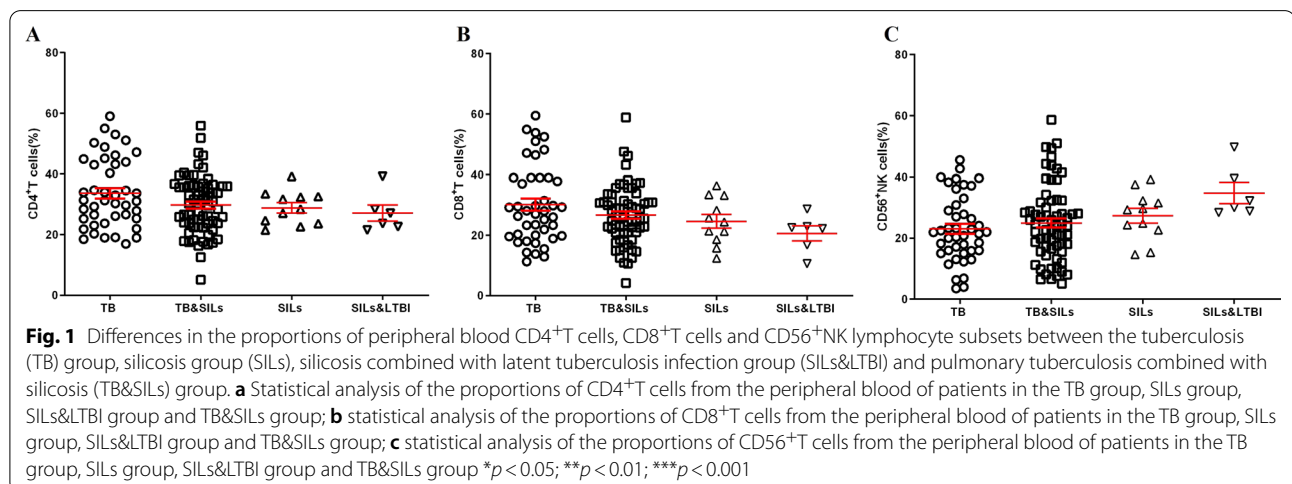 A
80
60
40
20
0
CD4+T cells(%)
TB TB&SILs SILs SILs&LTBI
B
80
60
40
20
0
CD8+T cells(%)
TB TB&SILs SILs SILs&LTBI
C
80
60
40
20
0
CD56+NK cells(%)
TB TB&SILs SILs SILs&LTBI
Fig. 1 Differences in the proportions of peripheral blood CD4+T cells, CD8+T cells and CD56+NK lymphocyte subsets between the tuberculosis
(TB) group, silicosis group (SILs), silicosis combined with latent tuberculosis infection group (SILs&LTBI) and pulmonary tuberculosis combined with
silicosis (TB&SILs) group. a Statistical analysis of the proportions of CD4+T cells from the peripheral blood of patients in the TB group, SILs group,
SILs&LTBI group and TB&SILs group; b statistical analysis of the proportions of CD8+T cells from the peripheral blood of patients in the TB group, SILs
group, SILs&LTBI group and TB&SILs group; c statistical analysis of the proportions of CD56+T cells from the peripheral blood of patients in the TB
group, SILs group, SILs&LTBI group and TB&SILs group *p < 0.05; **p < 0.01; ***p < 0.001